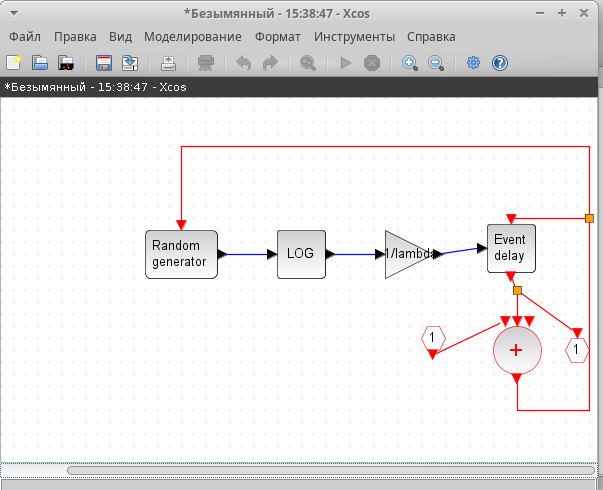 *Безымянный - 15:38:47 - Xcos
Файл Правка Вид Моделирование Формат Инструменты Справка
*Безымянный - 15:38:47 - Xcos
Random
generator
LOG
1/lambda
Event
delay
1
+
1